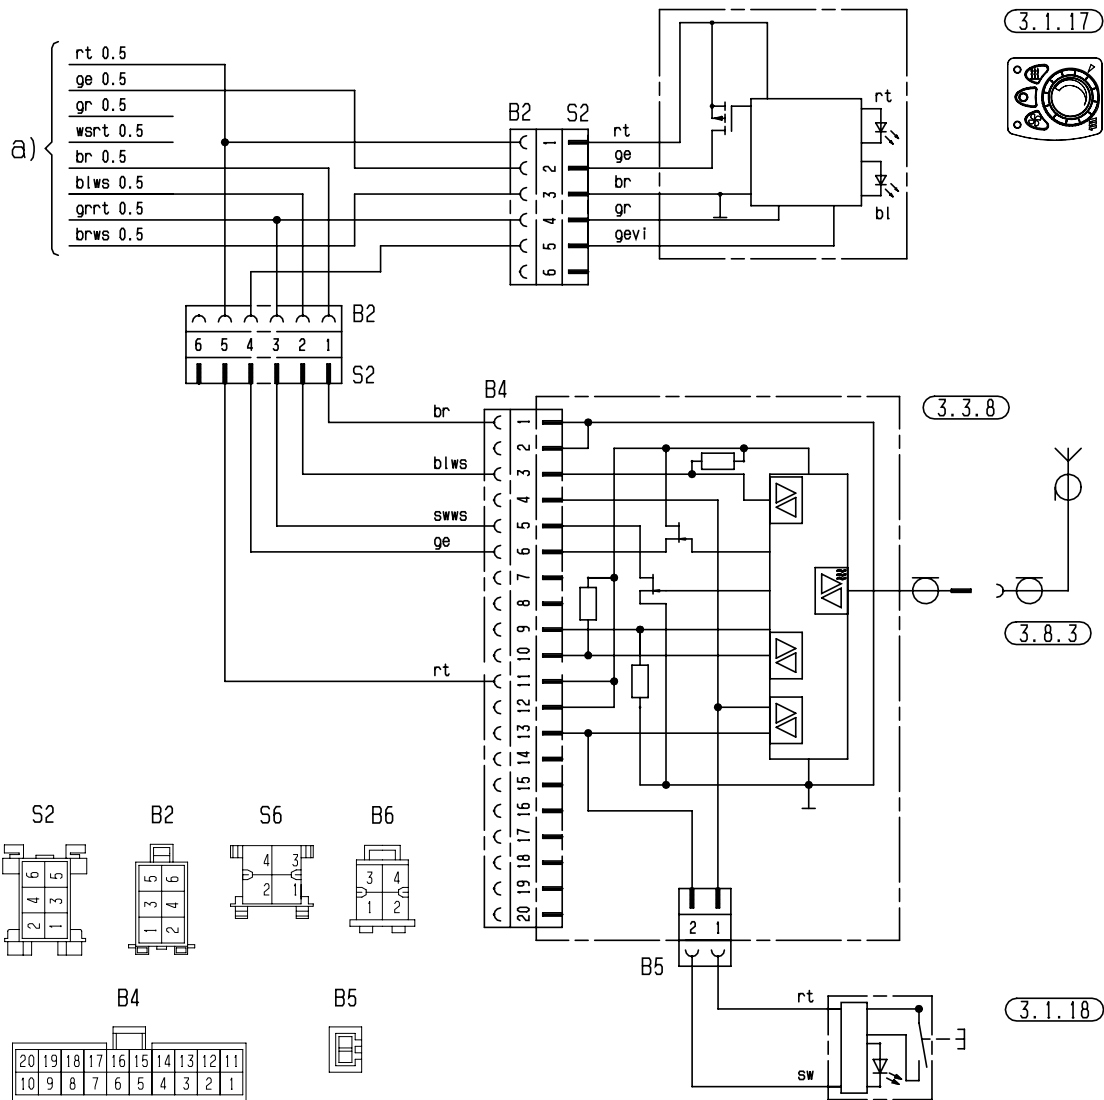 3.1.17
rt 0.5
ge 0.5
gr 0.5
wsrt 0.5
br 0.5
blws 0.5
grrt 0.5
brws 0.5
a)
B2 S2
1
2
3
4
5
6
rt
ge
br
gr
gevi
rt
bl
B2
6 5 4 3 2 1
S2
B4
3.3.8
br
blws
swws
ge
rt
1
2
3
4
5
6
7
8
9
10
11
12
13
14
15
16
17
18
19
20
3.8.3
2 1
B5
rt
sw
3.1.18
S2 B2 S6 B6
6 5
4 3
2 1
5 6
3 4
1 2
4 3
2 1
3 4
1 2
B4 B5
20 19 18 17 16 15 14 13 12 11
10 9 8 7 6 5 4 3 2 1